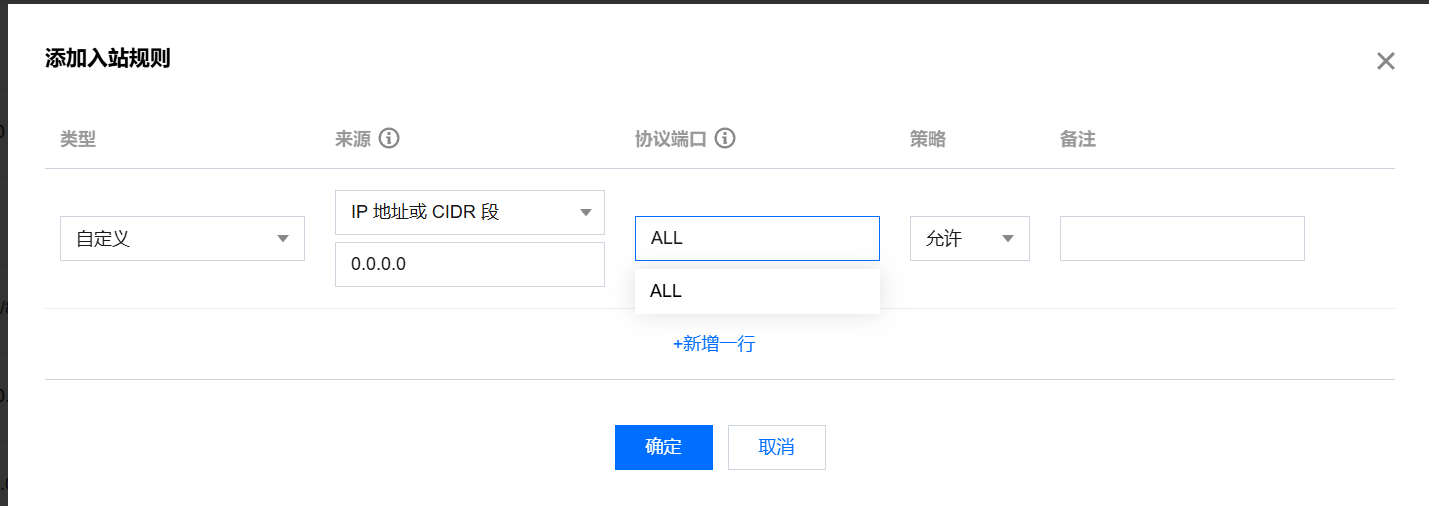 添加入站规则
类型 来源 协议端口 策略 备注
IP 地址或 CIDR 段
自定义 ALL 允许
0.0.0.0
ALL
+新增一行
确定 取消